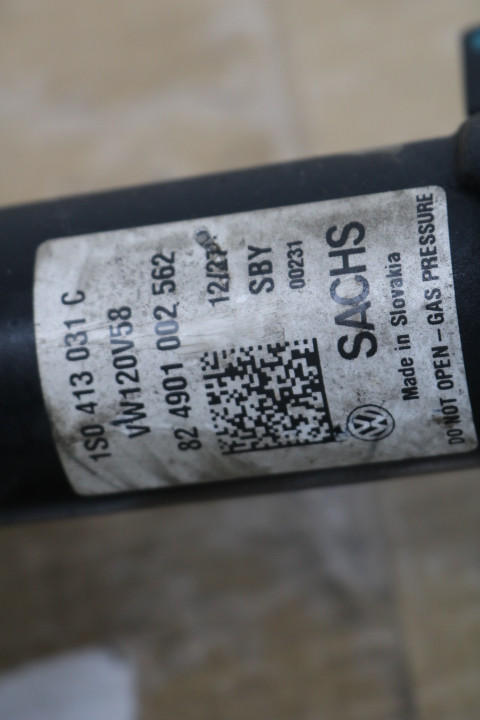 1S0 413 031 C
VW120V58
82 4901 002 562
SBY
00231
SACHS
Made in Slovakia
DO NOT OPEN - GAS PRESSURE